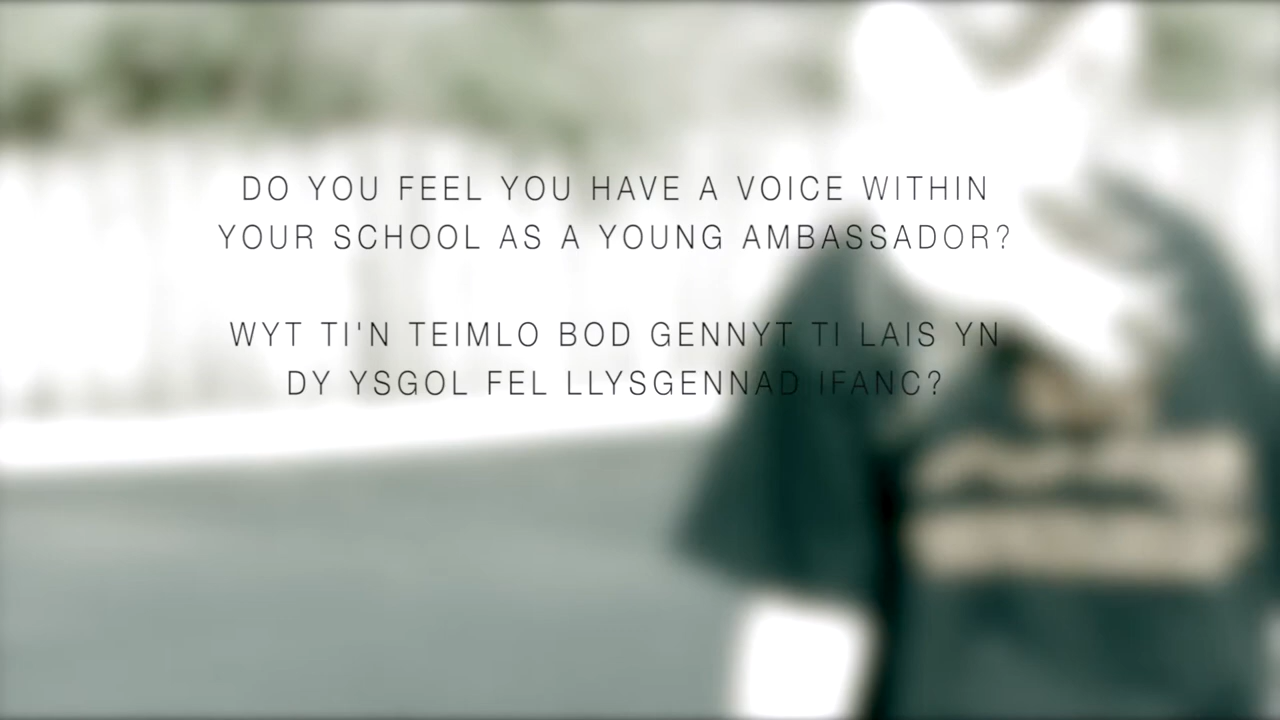 DO YOU FEEL YOU HAVE A VOICE WITHIN
YOUR SCHOOL AS A YOUNG AMBASSADOR?
WYT TI'N TEIMLO BOD GENNYT TI LAIS YN
DY YSGOL FEL LLYSGENNAD IFANC?